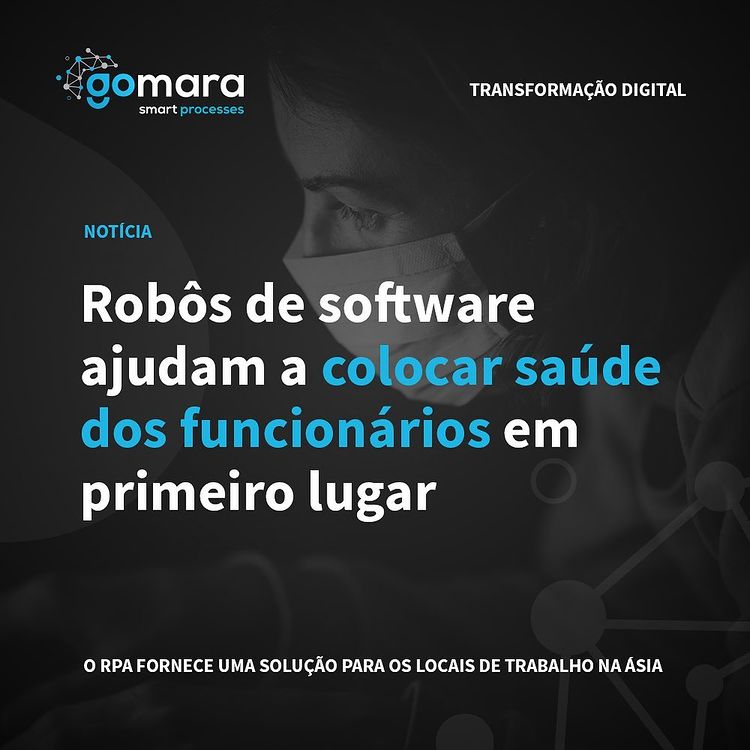 gomara
smart processes
TRANSFORMAÇÃO DIGITAL
NOTÍCIA
Robôs de software
ajudam a colocar saúde
dos funcionários em
primeiro lugar
O RPA FORNECE UMA SOLUÇÃO PARA OS LOCAIS DE TRABALHO NA ÁSIA